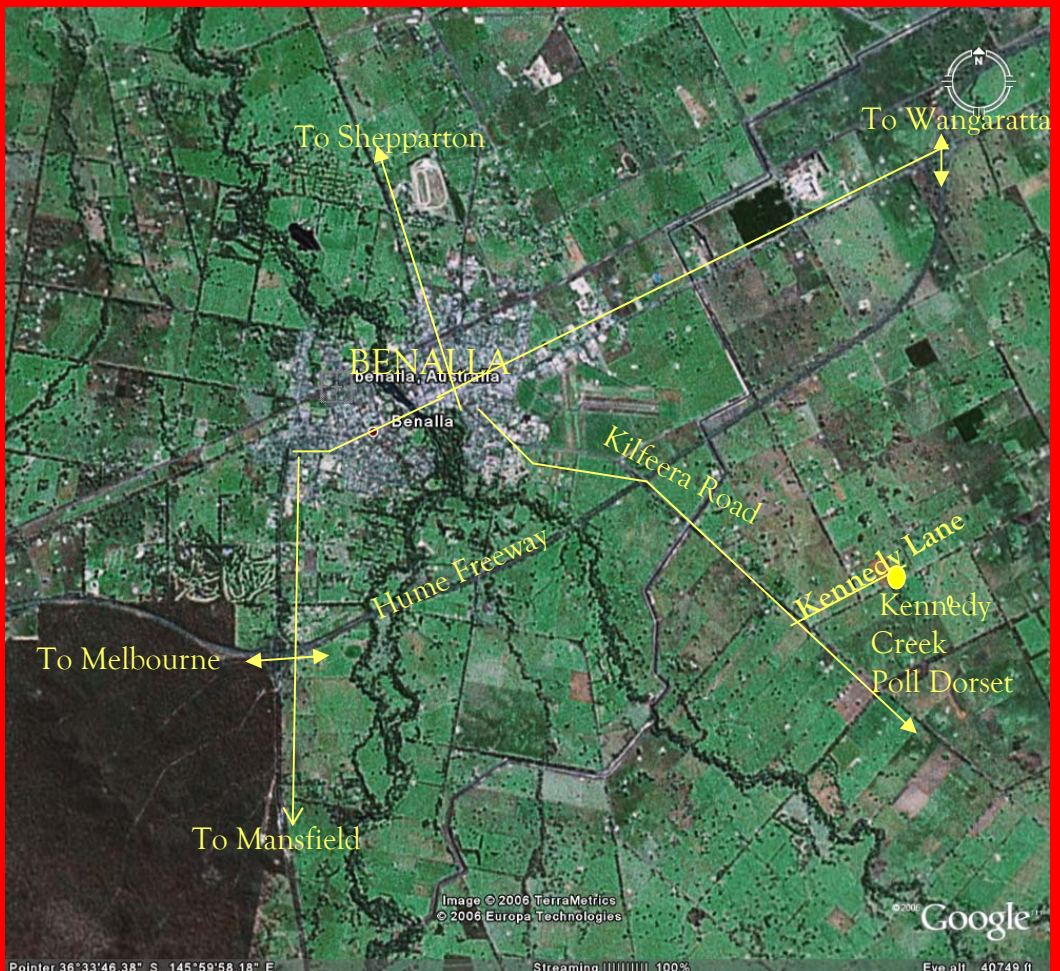 N
To Wangaratta
To Shepparton
BENALLA
benalla, Australia
Benalla
Kilfeera Road
Hume Freeway
Kennedy Lane
Kennedy
Creek
Poll Dorset
To Melbourne
To Mansfield
Image © 2006 TerraMetrics
© 2006 Europa Technologies
©2006 Google™
Pointer 36°33'46.38" S 145°59'58.18" E Streaming ||||||||| 100% Eye alt 40749 ft